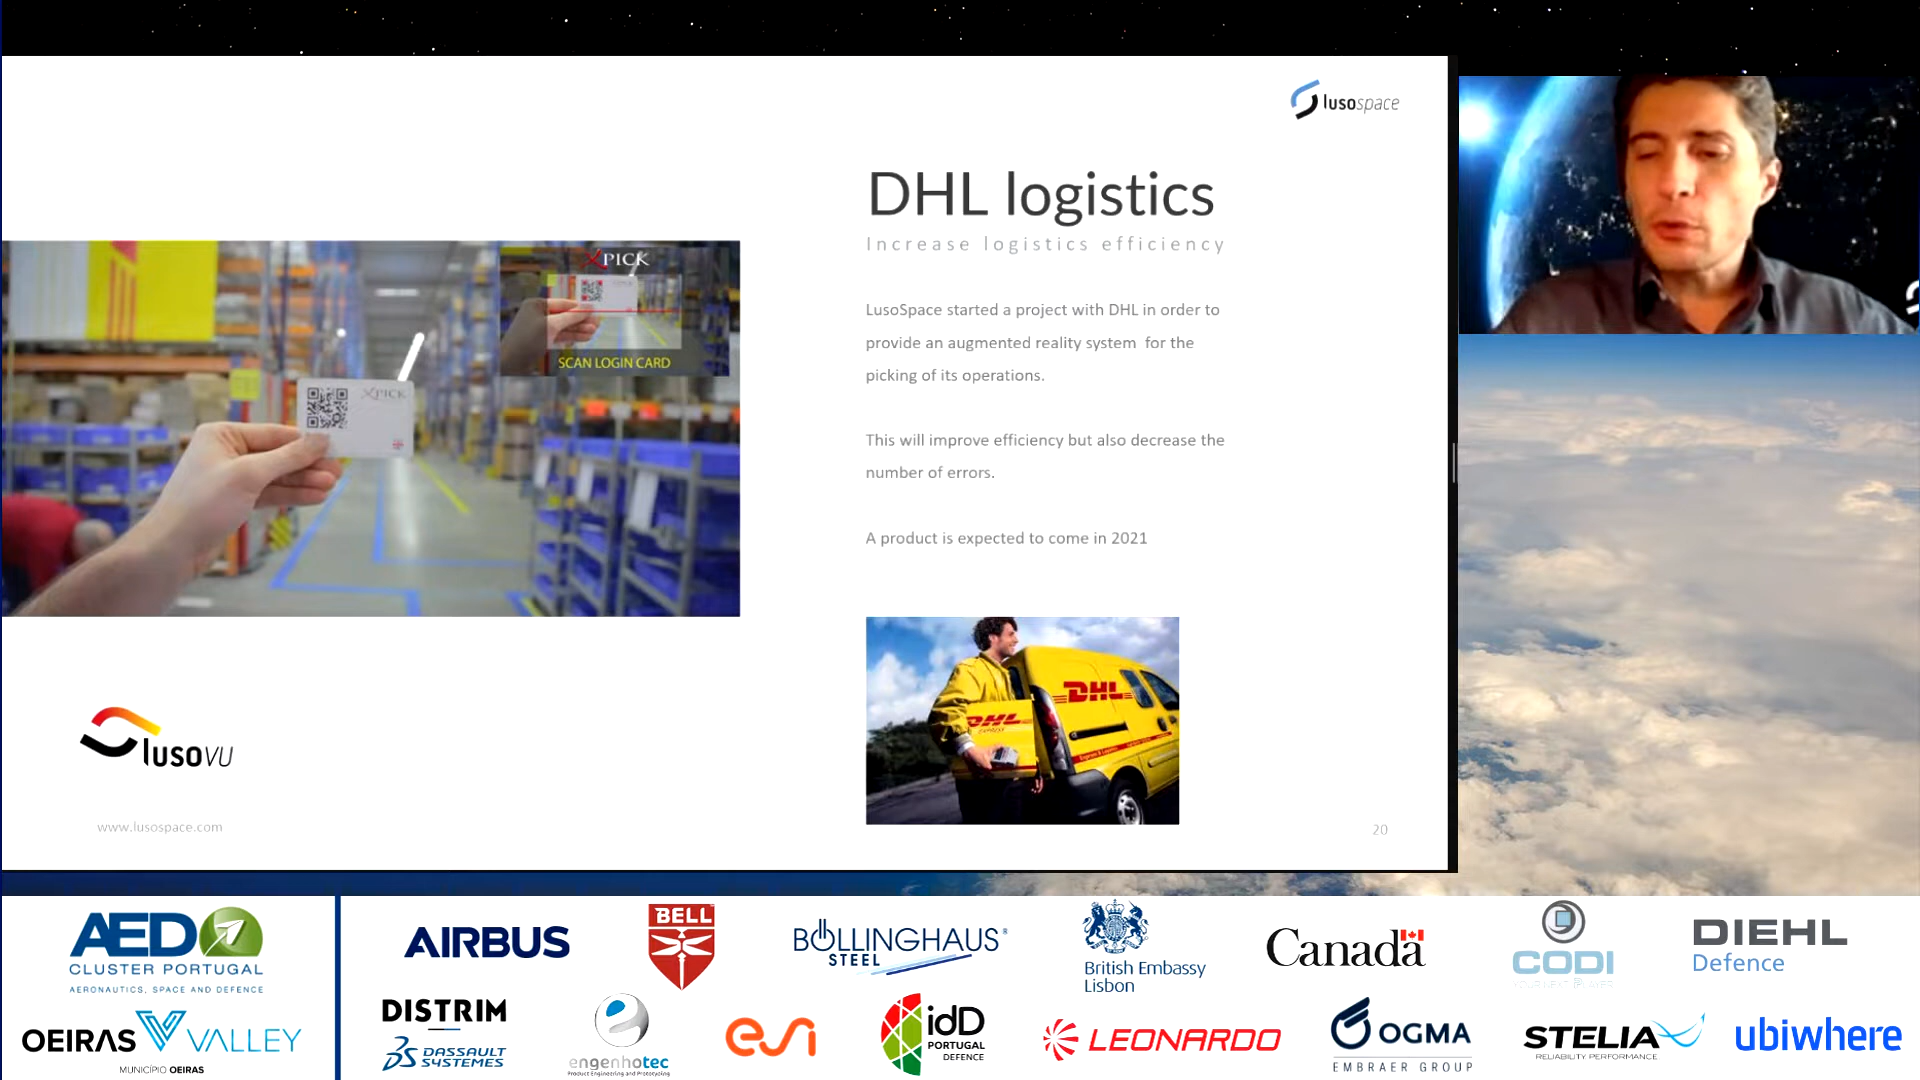 lusospace
DHL logistics
Increase logistics efficiency
LusoSpace started a project with DHL in order to
provide an augmented reality system for the
picking of its operations.
This will improve efficiency but also decrease the
number of errors.
A product is expected to come in 2021
XPICK
SCAN LOGIN CARD
XPICK
DHL
DHL
EXPRESS
lusovu
www.lusospace.com
20
AED
CLUSTER PORTUGAL
AERONAUTICS, SPACE AND DEFENCE
OEIRAS VALLEY
MUNICÍPIO OEIRAS
AIRBUS
BELL
BÖLLINGHAUS®
STEEL
British Embassy
Lisbon
Canada
CODI
YOUR NEXT PLAYER
DIEHL
Defence
DISTRIM
DASSAULT
SYSTEMES
engenhotec
Product Engineering and Prototyping
esi
idD
PORTUGAL
DEFENCE
LEONARDO
OGMA
EMBRAER GROUP
STELIA
RELIABILITY PERFORMANCE
ubiwhere